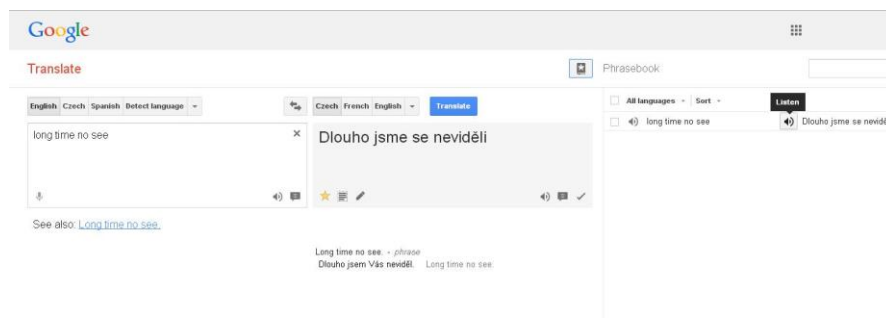 Google
Translate
Phrasebook
English Czech Spanish Detect language
Czech French English Translate
All languages Sort
Listen
long time no see
Dlouho jsme se neviděli
long time no see Dlouho jsme se nevidě
See also: Long time no see.
Long time no see. - phrase
Dlouho jsem Vás neviděl. Long time no see.